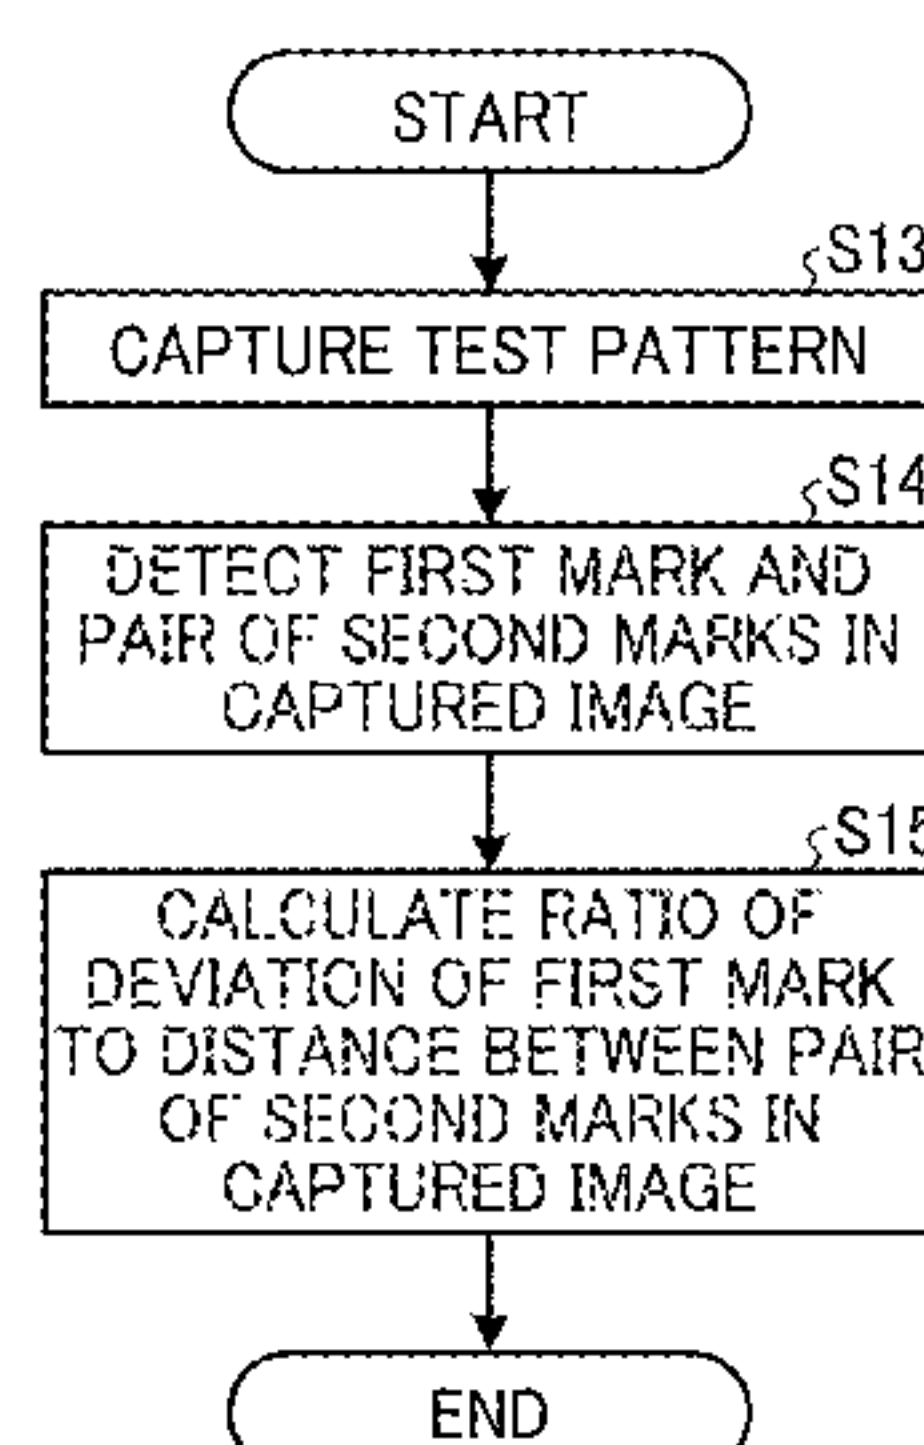 START
S13
CAPTURE TEST PATTERN
S14
DETECT FIRST MARK AND
PAIR OF SECOND MARKS IN
CAPTURED IMAGE
S15
CALCULATE RATIO OF
DEVIATION OF FIRST MARK
TO DISTANCE BETWEEN PAIR
OF SECOND MARKS IN
CAPTURED IMAGE
END